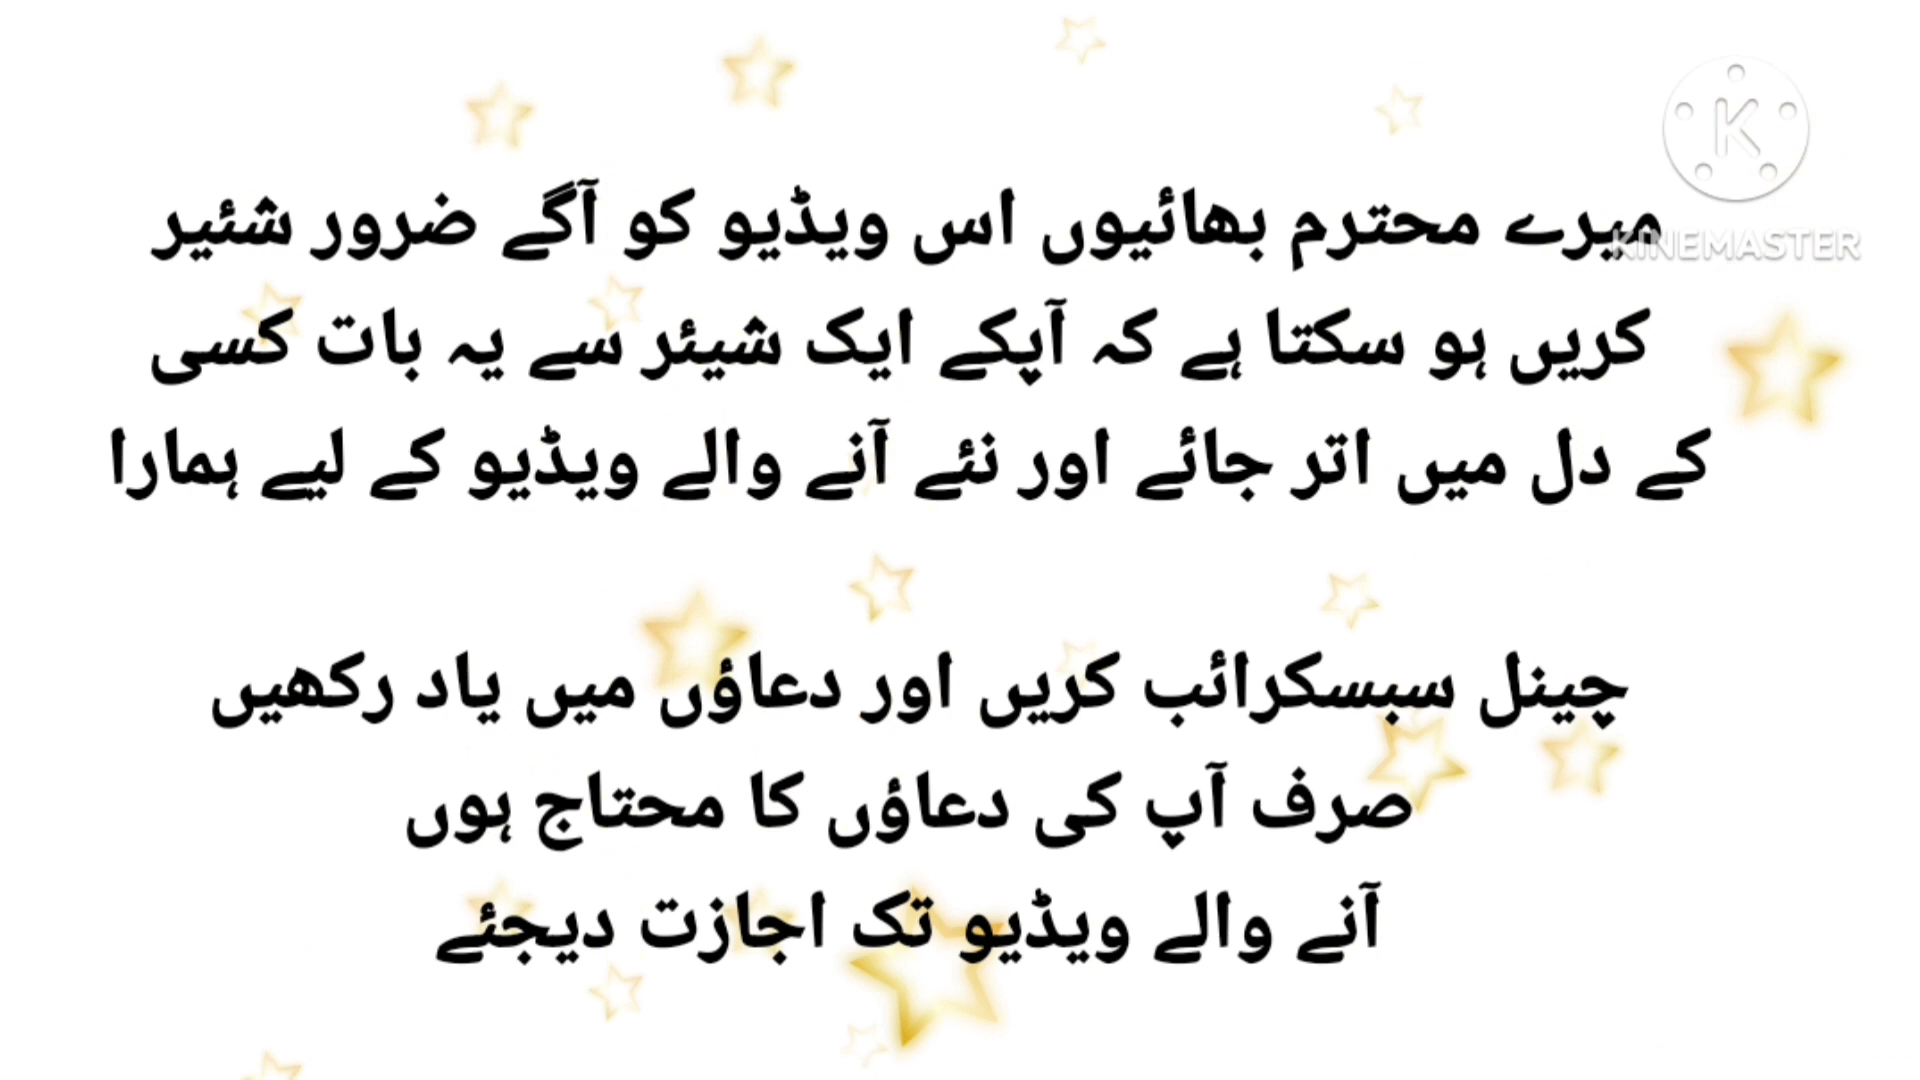 میرے محترم بھائیوں اس ویڈیو کو آگے ضرور شئیر
کریں ہو سکتا ہے کہ آپکے ایک شیئر سے یہ بات کسی
کے دل میں اتر جائے اور نئے آنے والے ویڈیو کے لیے ہمارا
چینل سبسکرائب کریں اور دعاؤں میں یاد رکھیں
صرف آپ کی دعاؤں کا محتاج ہوں
آنے والے ویڈیو تک اجازت دیجئے
K
KINEMASTER